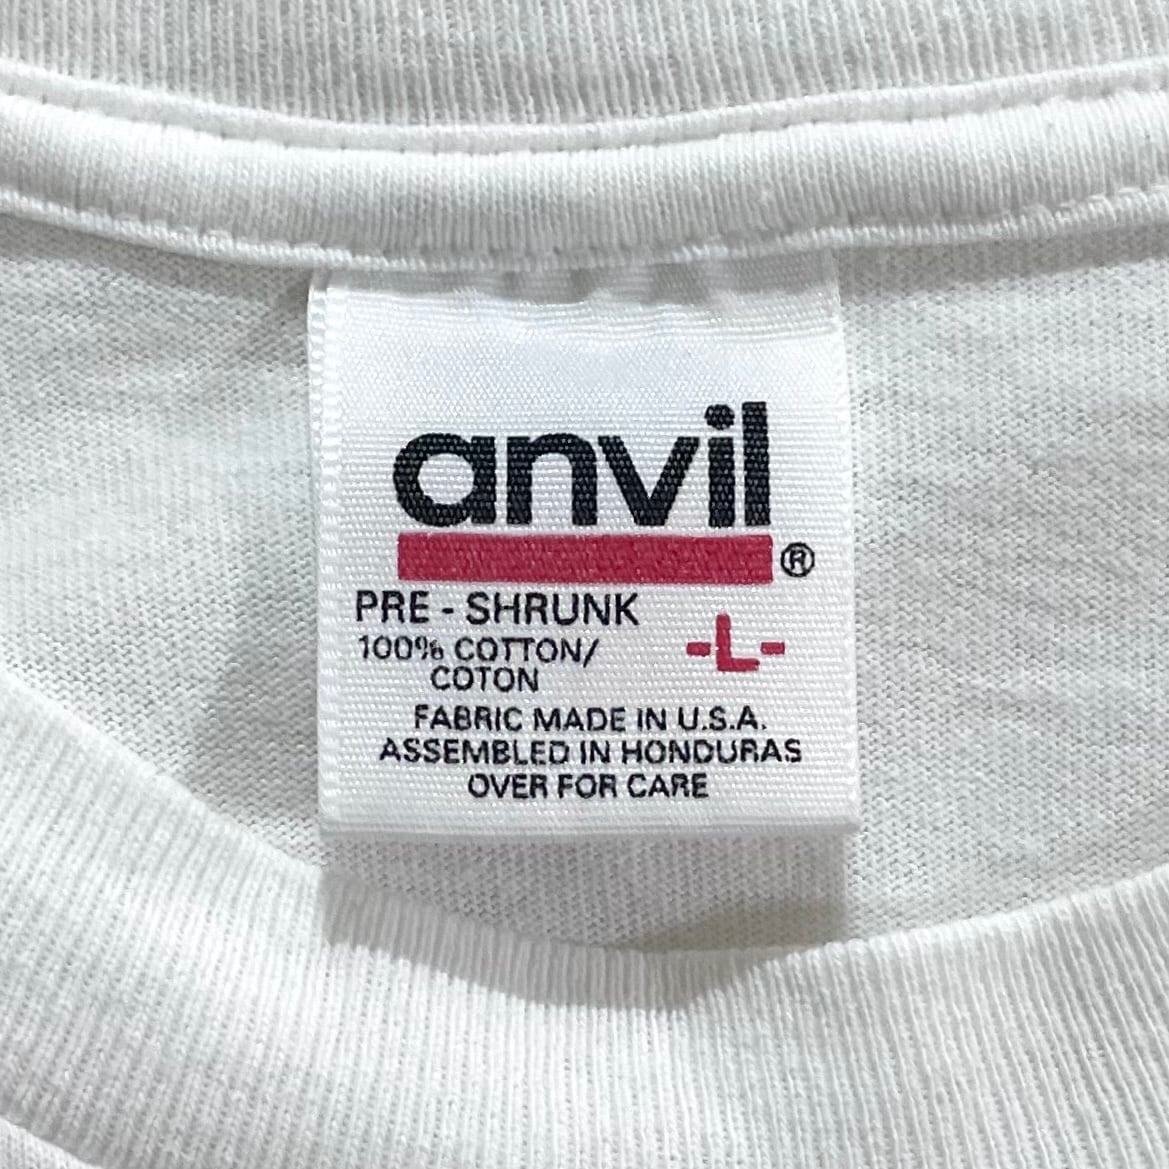 anvil
®
PRE - SHRUNK
-L-
100% COTTON/
COTON
FABRIC MADE IN U.S.A.
ASSEMBLED IN HONDURAS
OVER FOR CARE